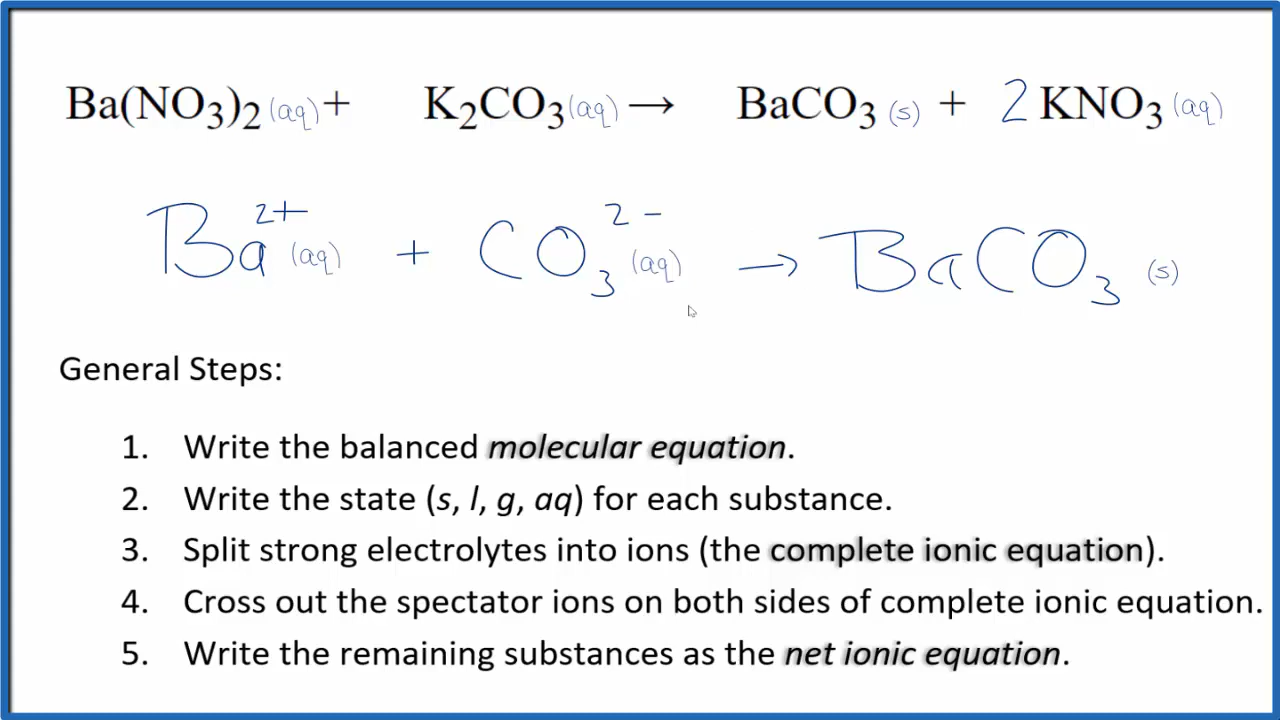 Ba(NO₃)₂ (aq) + K₂CO₃ (aq) → BaCO₃ (s) + 2 KNO₃ (aq)
Ba²⁺ (aq) + CO₃²⁻ (aq) → BaCO₃ (s)
General Steps:
1. Write the balanced molecular equation.
2. Write the state (s, l, g, aq) for each substance.
3. Split strong electrolytes into ions (the complete ionic equation).
4. Cross out the spectator ions on both sides of complete ionic equation.
5. Write the remaining substances as the net ionic equation.